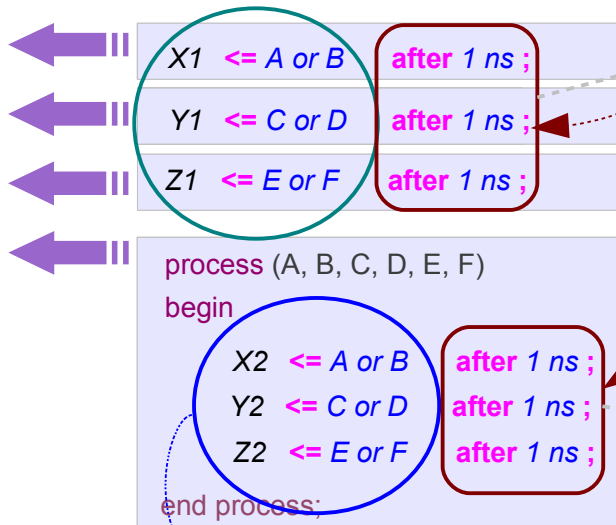 X1 <= A or B after 1 ns ;
Y1 <= C or D after 1 ns ;
Z1 <= E or F after 1 ns ;
process (A, B, C, D, E, F)
begin
X2 <= A or B after 1 ns ;
Y2 <= C or D after 1 ns ;
Z2 <= E or F after 1 ns ;
end process;